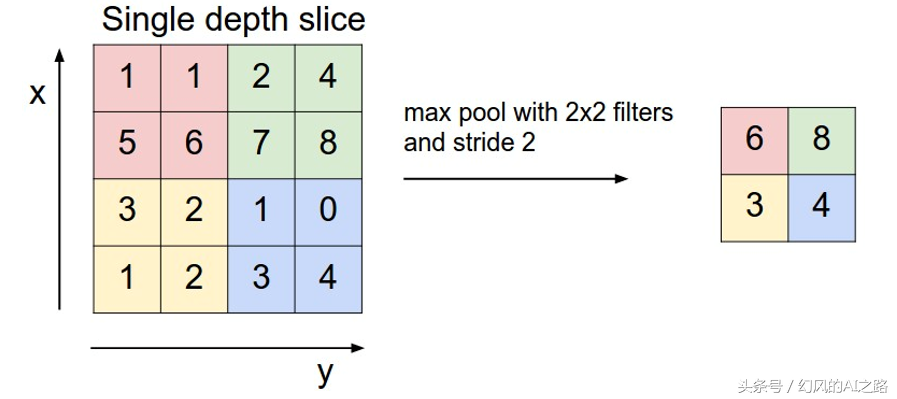 Single depth slice
x
1 1 2 4
5 6 7 8
3 2 1 0
1 2 3 4
y
max pool with 2x2 filters
and stride 2
6 8
3 4
头条号 / 幻风的AI之路